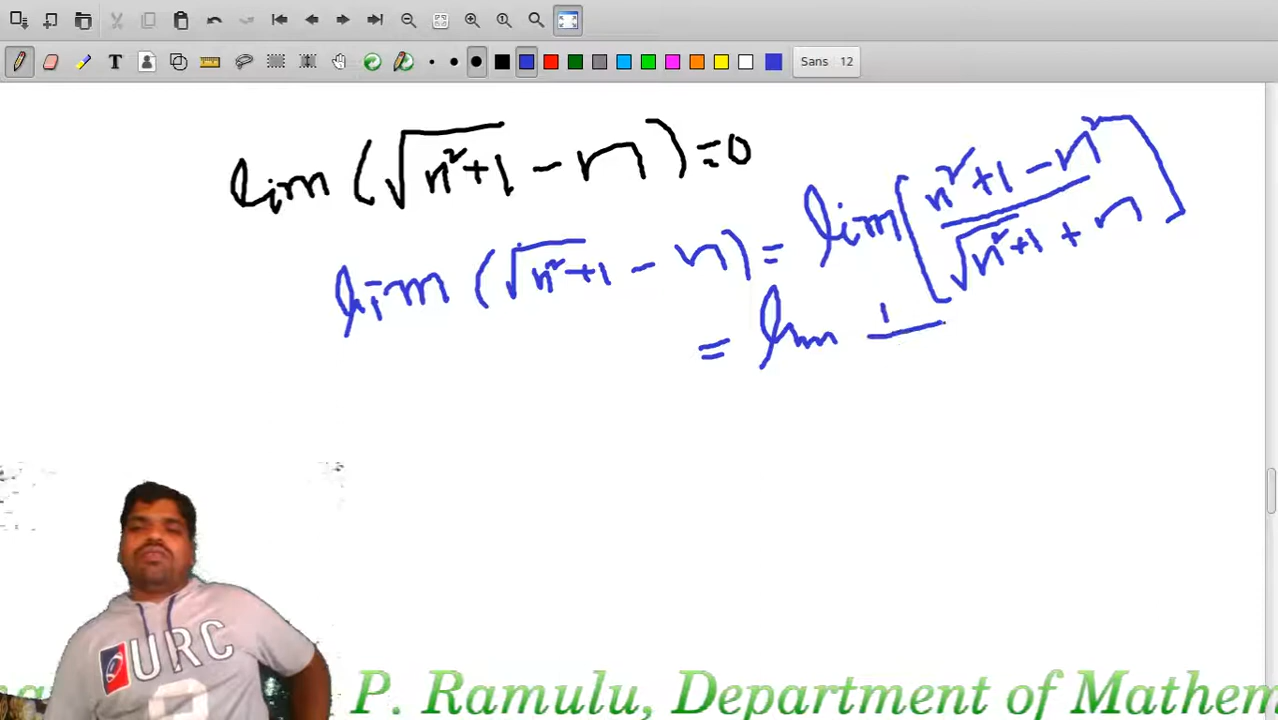 Sans 12
lim (√n²+1 - n) = 0
lim (√n²+1 - n) = lim [ n²+1-n² / √n²+1 + n ]
= lim 1
URC
P. Ramulu, Department of Mathem